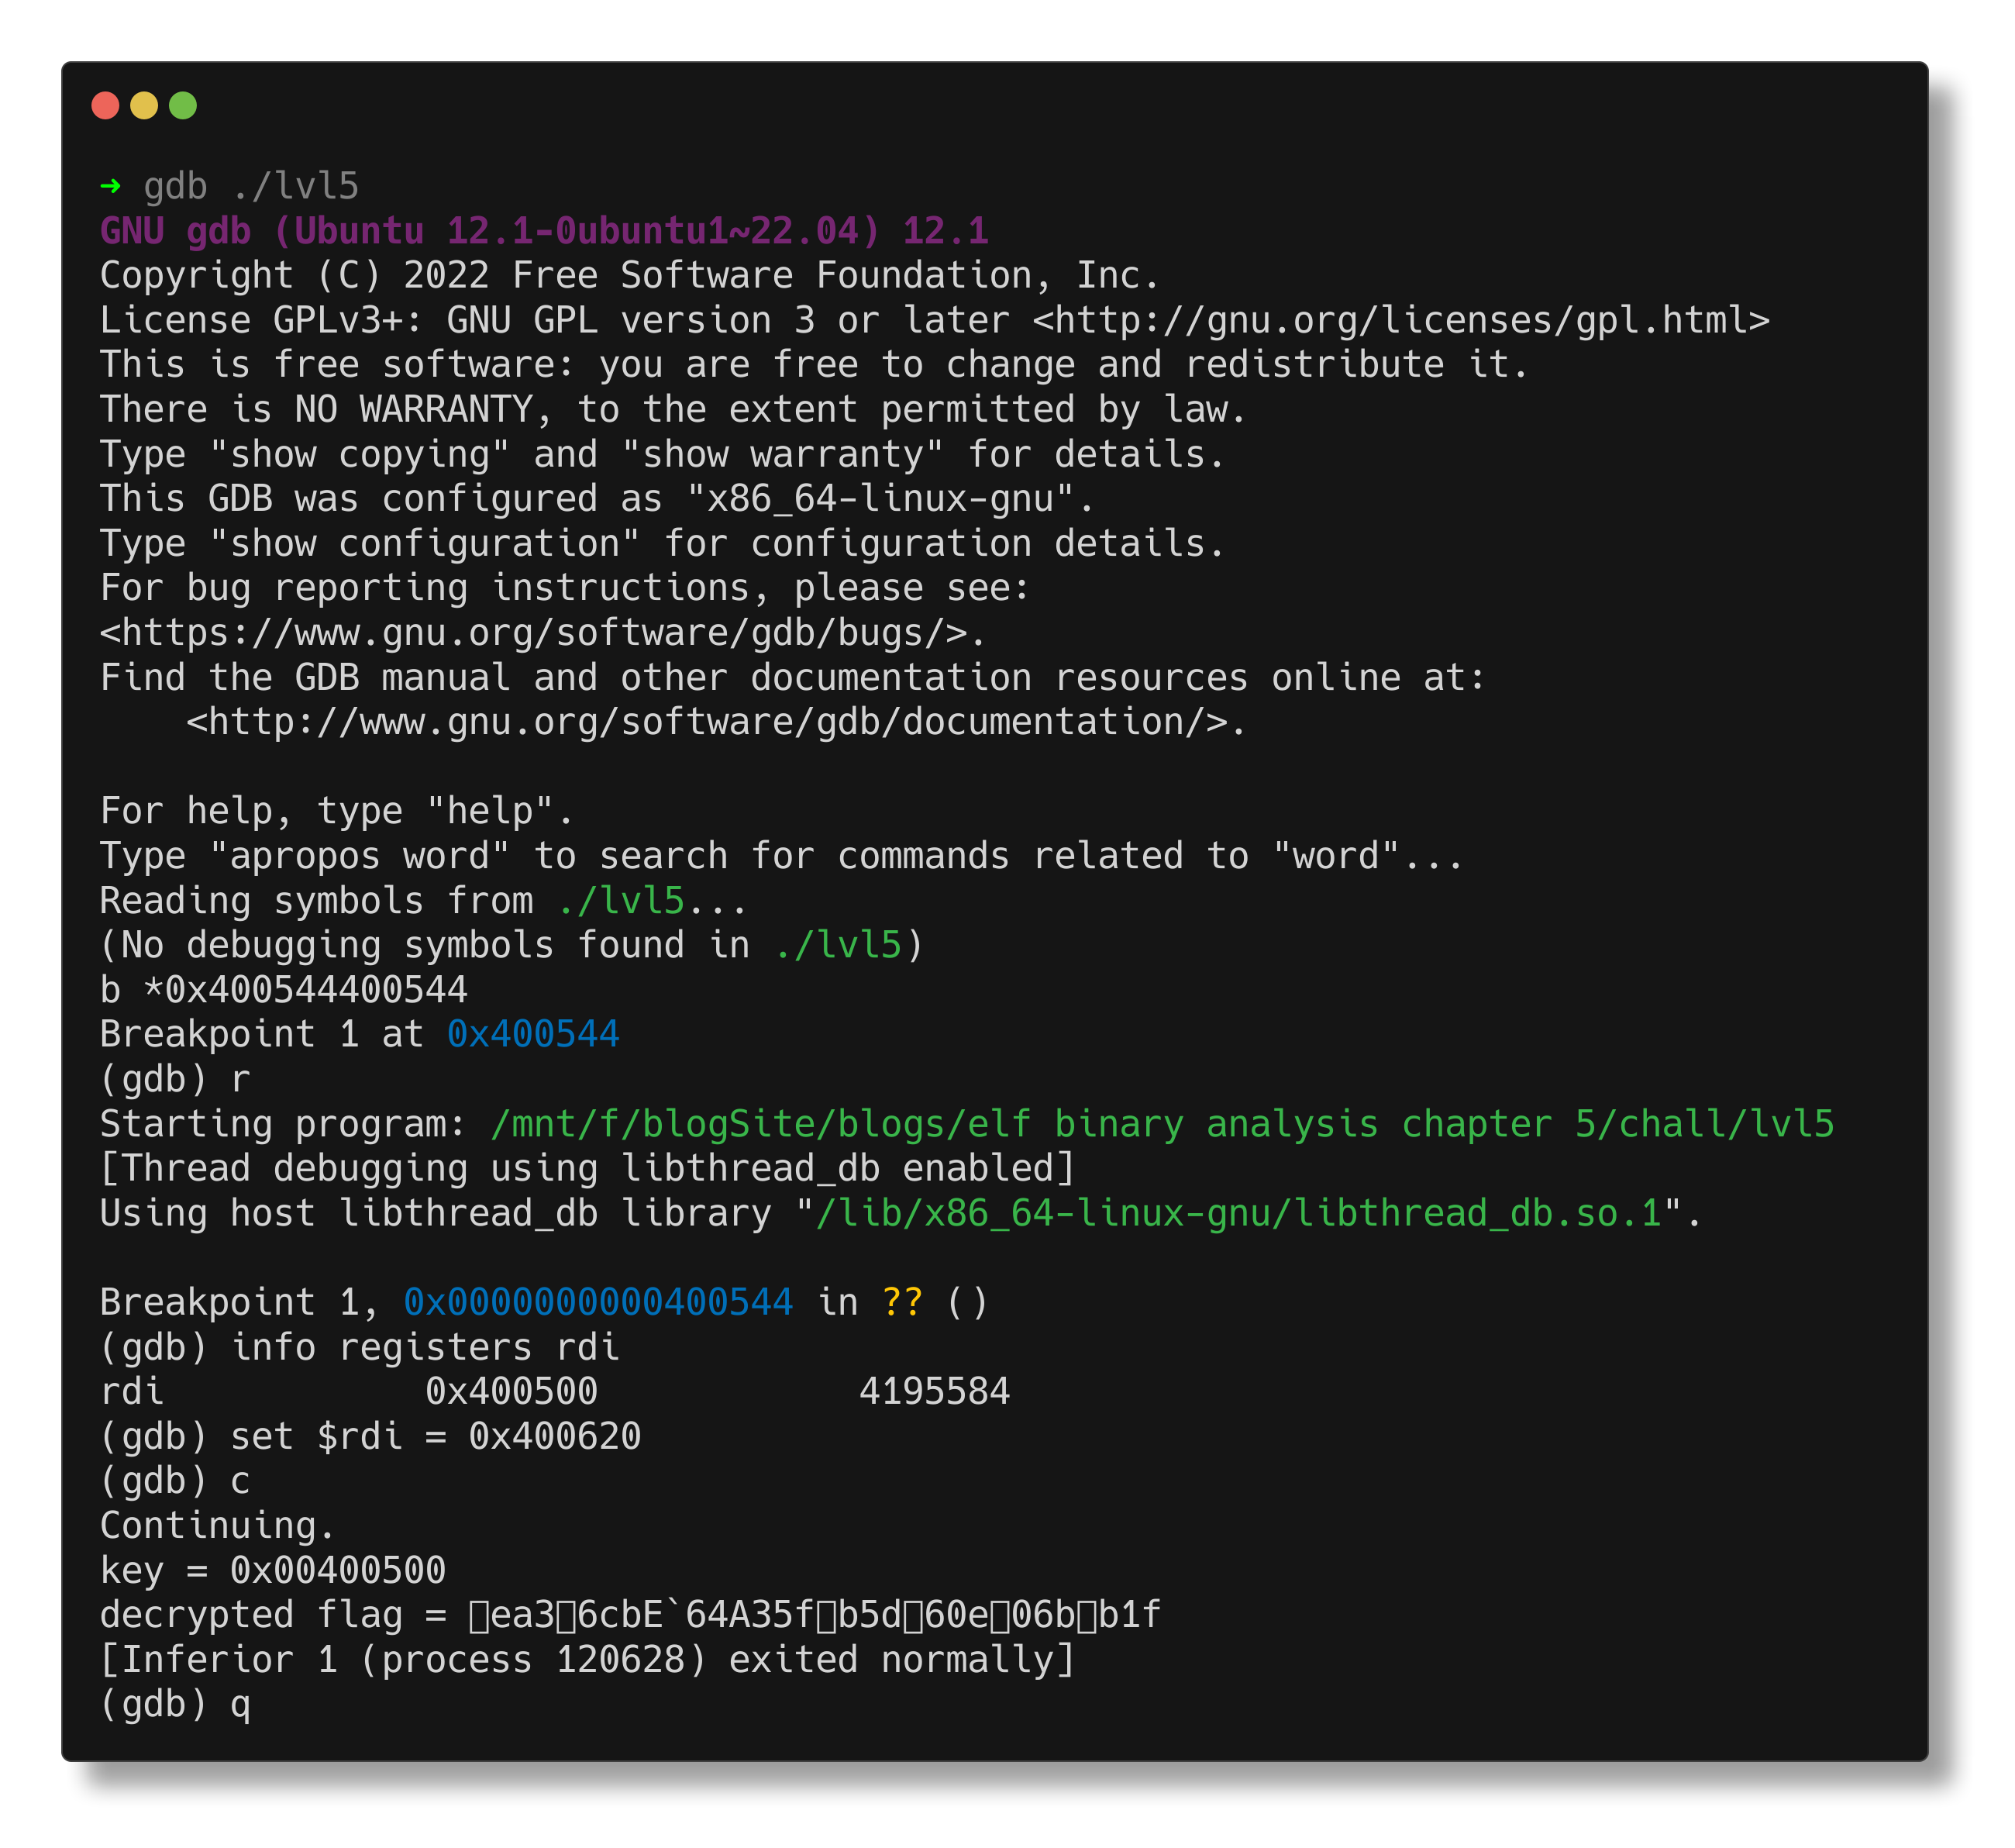 ➜ gdb ./lvl5
GNU gdb (Ubuntu 12.1-0ubuntu1~22.04) 12.1
Copyright (C) 2022 Free Software Foundation, Inc.
License GPLv3+: GNU GPL version 3 or later <http://gnu.org/licenses/gpl.html>
This is free software: you are free to change and redistribute it.
There is NO WARRANTY, to the extent permitted by law.
Type "show copying" and "show warranty" for details.
This GDB was configured as "x86_64-linux-gnu".
Type "show configuration" for configuration details.
For bug reporting instructions, please see:
<https://www.gnu.org/software/gdb/bugs/>.
Find the GDB manual and other documentation resources online at:
    <http://www.gnu.org/software/gdb/documentation/>.

For help, type "help".
Type "apropos word" to search for commands related to "word"...
Reading symbols from ./lvl5...
(No debugging symbols found in ./lvl5)
b *0x400544400544
Breakpoint 1 at 0x400544
(gdb) r
Starting program: /mnt/f/blogSite/blogs/elf binary analysis chapter 5/chall/lvl5
[Thread debugging using libthread_db enabled]
Using host libthread_db library "/lib/x86_64-linux-gnu/libthread_db.so.1".

Breakpoint 1, 0x0000000000400544 in ?? ()
(gdb) info registers rdi
rdi            0x400500            4195584
(gdb) set $rdi = 0x400620
(gdb) c
Continuing.
key = 0x00400500
decrypted flag = ▯ea3▯6cbE`64A35f▯b5d▯60e▯06b▯b1f
[Inferior 1 (process 120628) exited normally]
(gdb) q